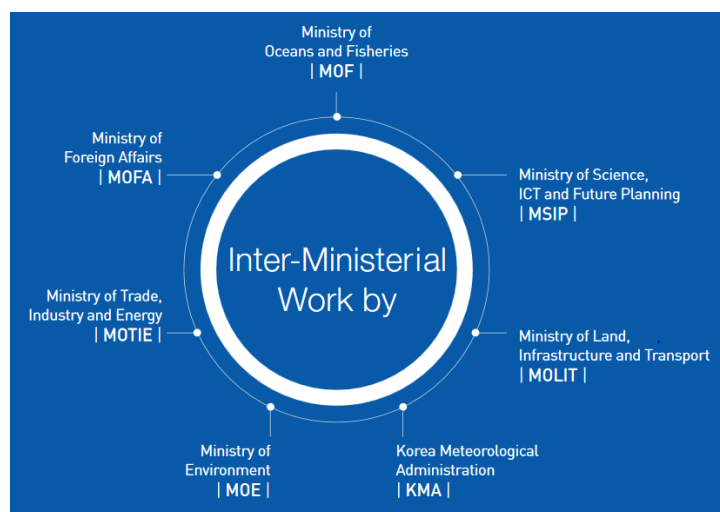 Ministry of
Oceans and Fisheries
| MOF |
Ministry of
Foreign Affairs
| MOFA |
Ministry of Science,
ICT and Future Planning
| MSIP |
Inter-Ministerial
Work by
Ministry of Trade,
Industry and Energy
| MOTIE |
Ministry of Land,
Infrastructure and Transport
| MOLIT |
Ministry of
Environment
| MOE |
Korea Meteorological
Administration
| KMA |